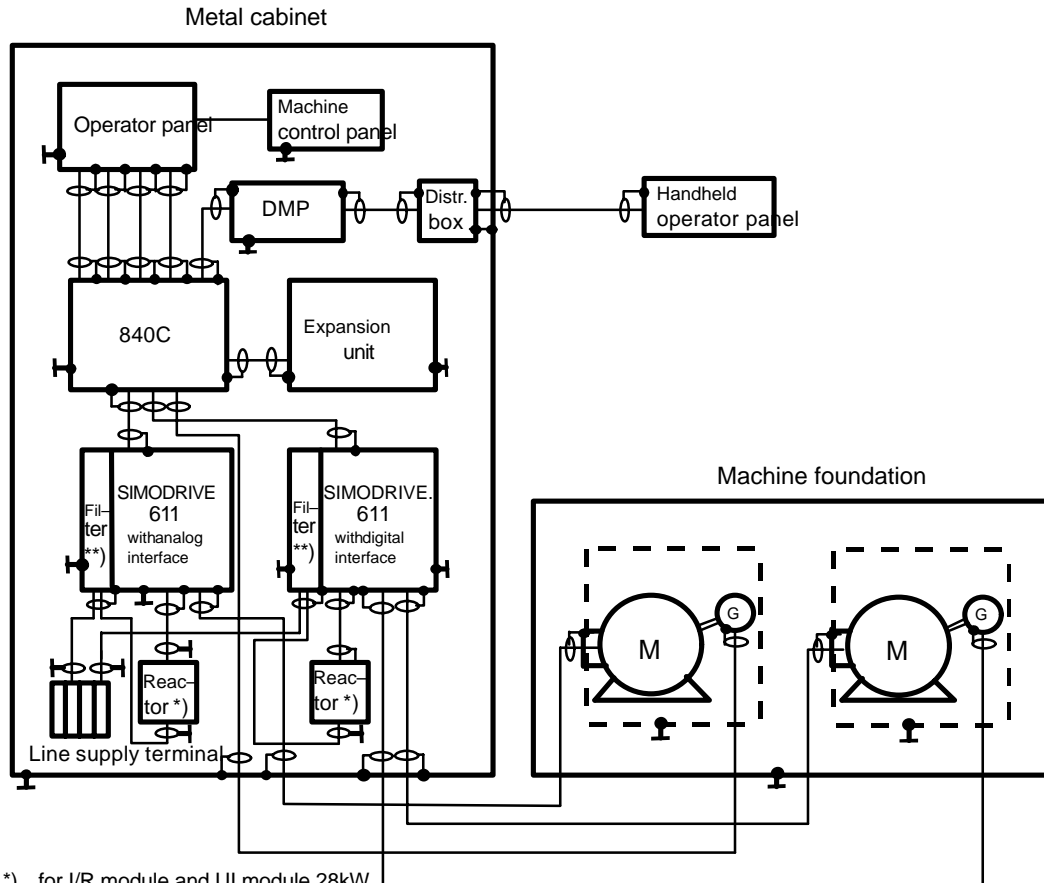 Metal cabinet
Operator panel
Machine
control panel
DMP
Distr.
box
Handheld
operator panel
840C
Expansion
unit
Fil–
ter
**)
SIMODRIVE
611
withanalog
interface
Fil–
ter
**)
SIMODRIVE.
611
withdigital
interface
Machine foundation
M
G
M
G
Reac–
tor *)
Reac–
tor *)
Line supply terminal
*) for I/R module and UI module 28kW